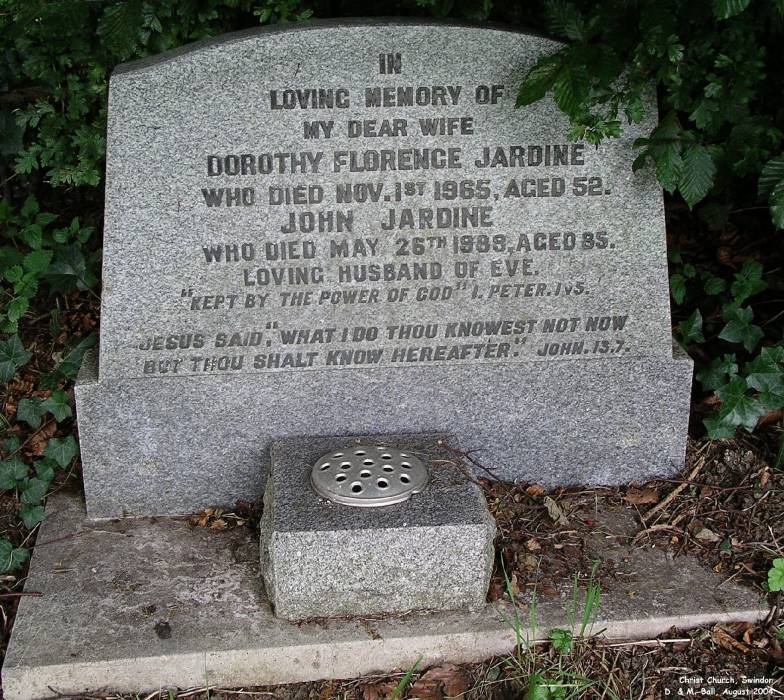 IN
LOVING MEMORY OF
MY DEAR WIFE
DOROTHY FLORENCE JARDINE
WHO DIED NOV. 1ST 1965, AGED 52.
JOHN JARDINE
WHO DIED MAY 26TH 1988, AGED 85.
LOVING HUSBAND OF EVE.
"KEPT BY THE POWER OF GOD" 1. PETER. 1v5.
JESUS SAID, "WHAT I DO THOU KNOWEST NOT NOW
BUT THOU SHALT KNOW HEREAFTER." JOHN. 13.7.
Christ Church, Swindon
D. & M. Ball, August